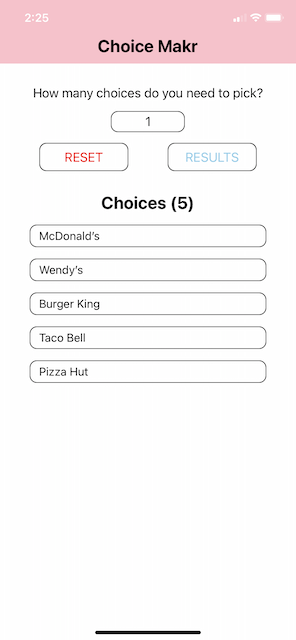 2:25
Choice Makr
How many choices do you need to pick?
1
RESET RESULTS
Choices (5)
McDonald's
Wendy's
Burger King
Taco Bell
Pizza Hut